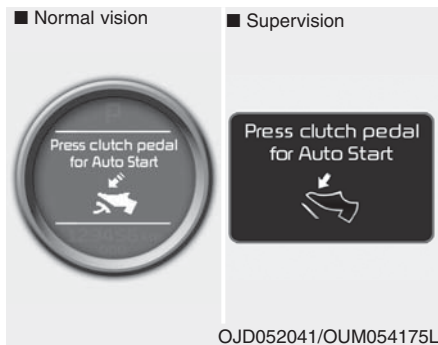 ■ Normal vision
■ Supervision
Press clutch pedal
for Auto Start
Press clutch pedal
for Auto Start
OJD052041/OUM054175L